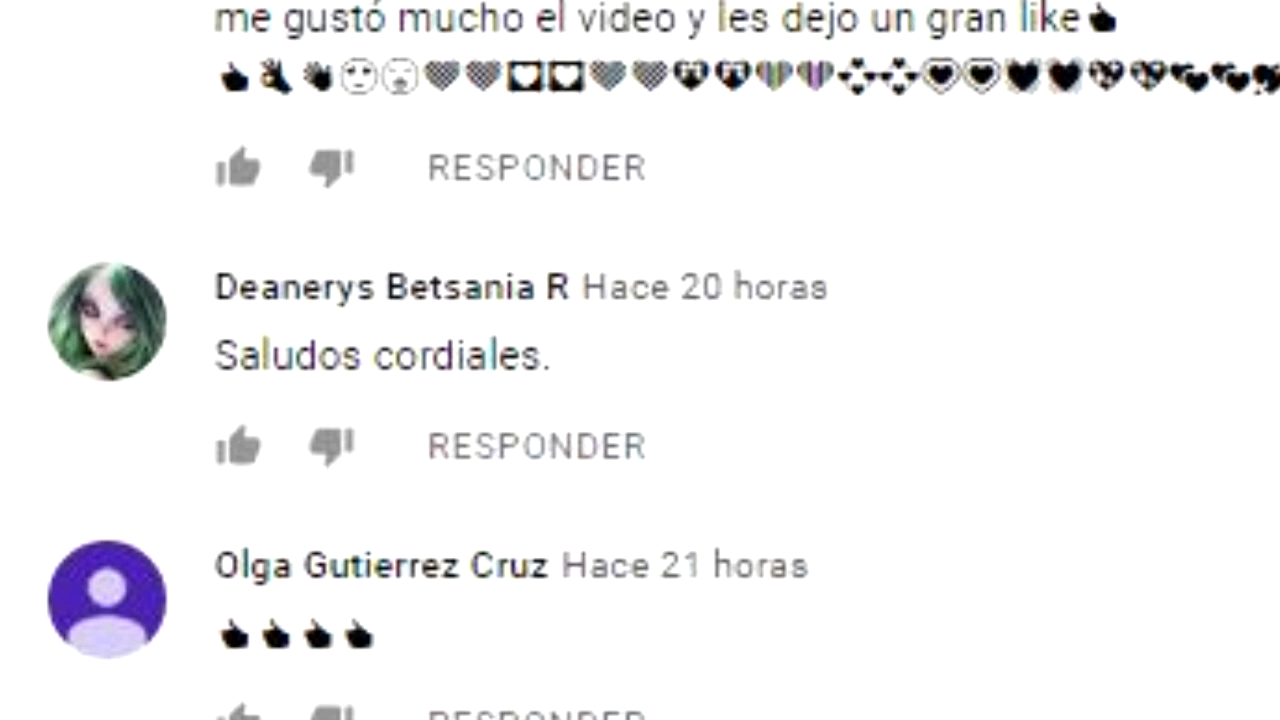 me gustó mucho el video y les dejo un gran like
RESPONDER
Deanerys Betsania R Hace 20 horas
Saludos cordiales.
RESPONDER
Olga Gutierrez Cruz Hace 21 horas
RESPONDER